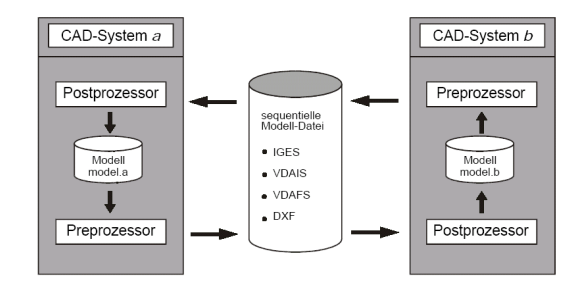 CAD-System a
Postprozessor
Modell
model.a
Preprozessor
sequentielle
Modell-Datei
IGES
VDAIS
VDAFS
DXF
CAD-System b
Preprozessor
Modell
model.b
Postprozessor